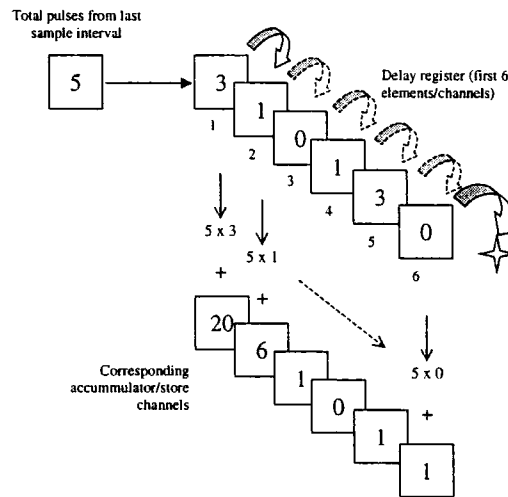 Total pulses from last
sample interval
5
3
1
0
1
3
0
1
2
3
4
5
6
Delay register (first 6
elements/channels)
5 x 3
5 x 1
5 x 0
+
+
+
20
6
1
0
1
1
Corresponding
accummulator/store
channels